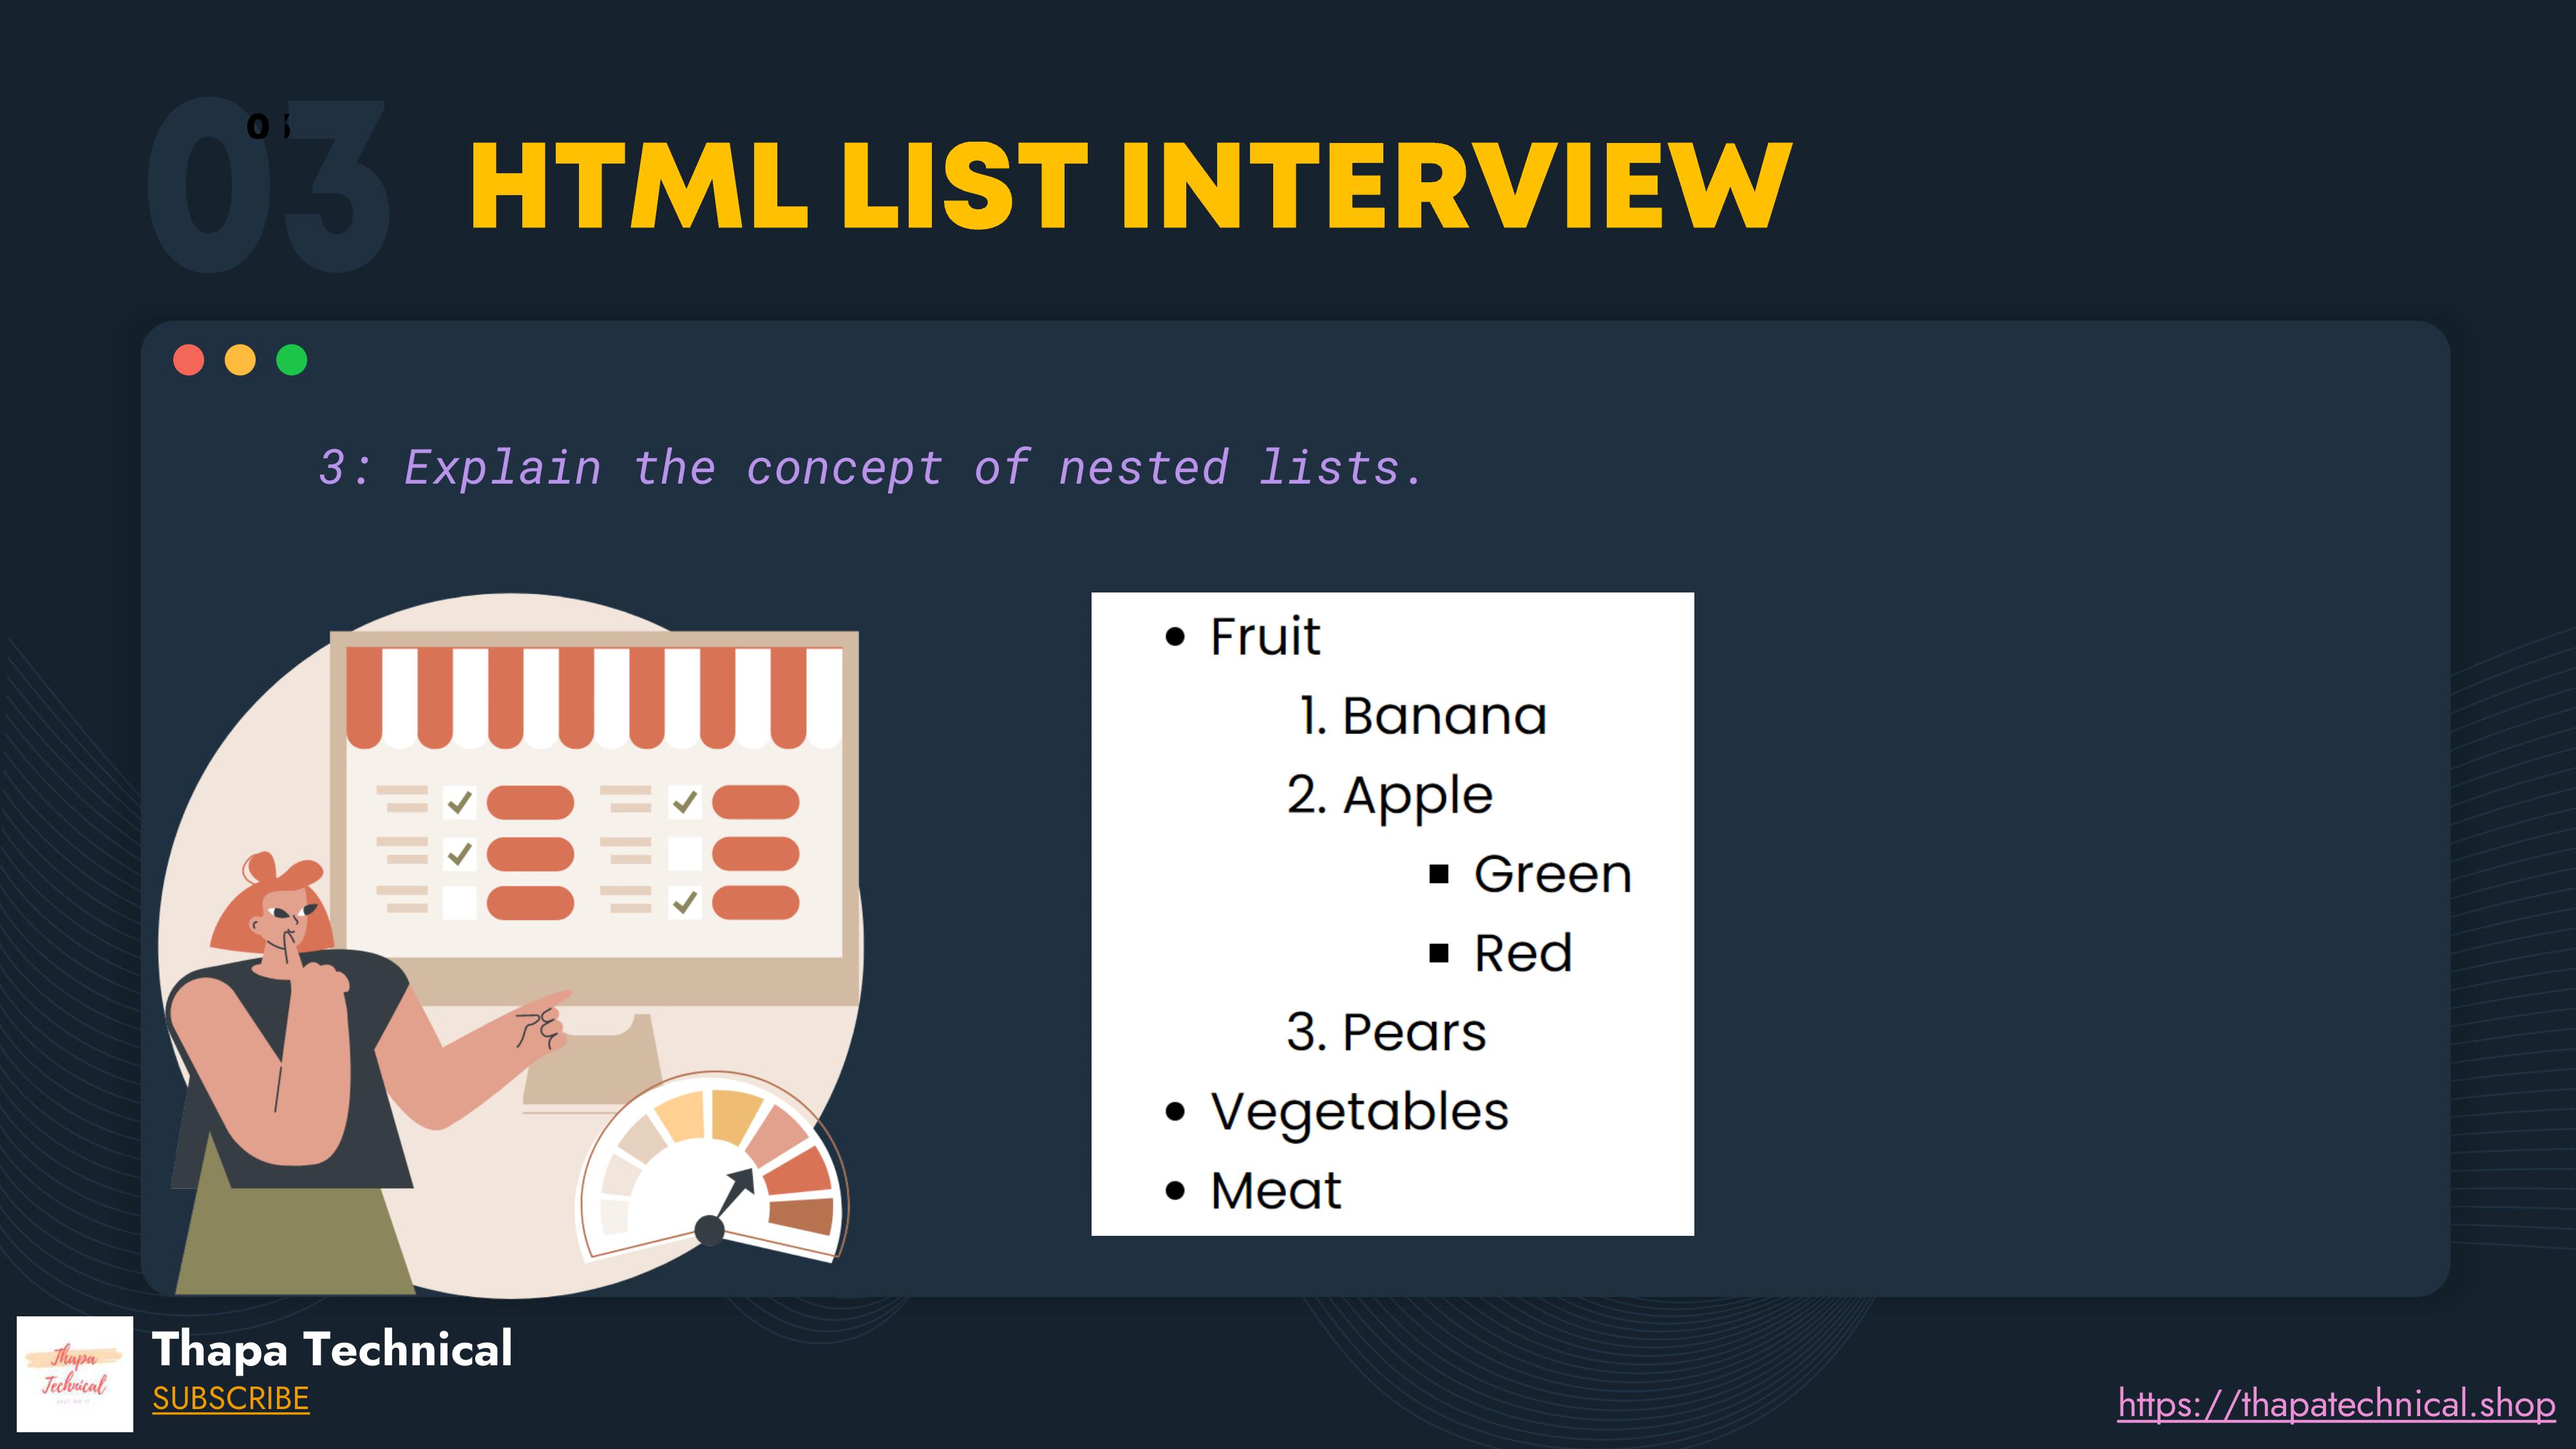 03
03
HTML LIST INTERVIEW
3: Explain the concept of nested lists.
• Fruit
1. Banana
2. Apple
▪ Green
▪ Red
3. Pears
• Vegetables
• Meat
Thapa
Technical
Thapa Technical
SUBSCRIBE
https://thapatechnical.shop